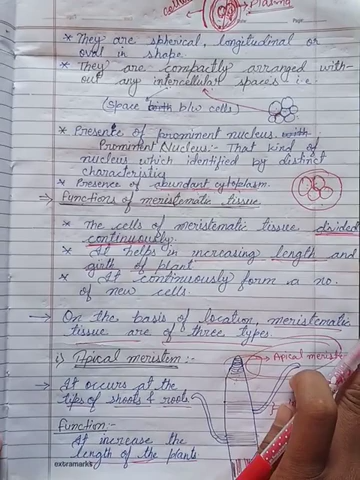 Plasma
Date Page
* They are spherical, longitudinal or
oval in shape.
* They are compactly arranged with-
out any intercellular spaces i.e.
(space b/w cells)
* Presence of prominent nucleus.
Prominent Nucleus:- That kind of
nucleus which identified by distinct
characteristics
* Presence of abundant cytoplasm.
⇒ Functions of meristematic tissue
* The cells of meristematic tissue divided
continuously.
* It helps in increasing length and
girth of plant
* It continuously form a no.
of new cells.
→ On the basis of location, meristematic
tissue are of three types.
i) Apical meristem:-
→ Apical merist
→ It occurs at the
tips of shoots & roots
Function:-
It increase the
length of the plants
extramarks